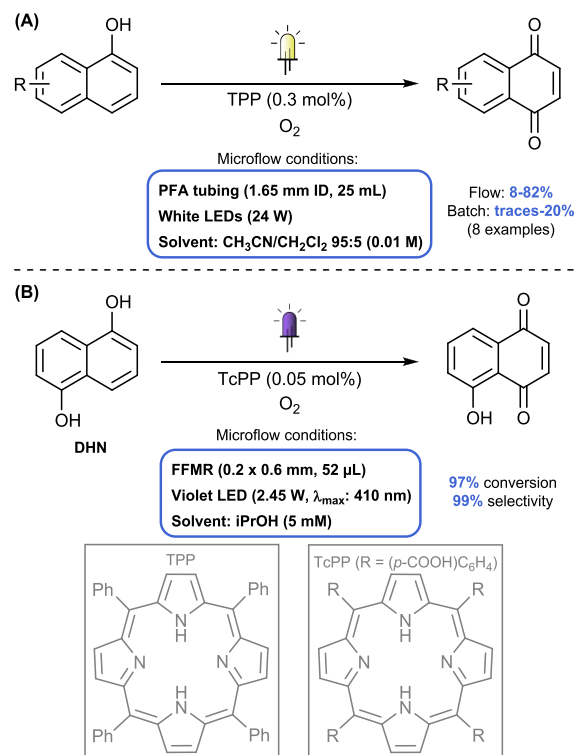 (A)
OH
R
TPP (0.3 mol%)
O2
O
R
O
Microflow conditions:
PFA tubing (1.65 mm ID, 25 mL)
White LEDs (24 W)
Solvent: CH3CN/CH2Cl2 95:5 (0.01 M)
Flow: 8-82%
Batch: traces-20%
(8 examples)
(B)
OH
OH
DHN
TcPP (0.05 mol%)
O2
O
OH
O
Microflow conditions:
FFMR (0.2 x 0.6 mm, 52 µL)
Violet LED (2.45 W, λmax: 410 nm)
Solvent: iPrOH (5 mM)
97% conversion
99% selectivity
TPP
Ph
Ph
N
H
N
N
H
N
Ph
Ph
TcPP (R = (p-COOH)C6H4)
R
R
N
H
N
N
H
N
R
R